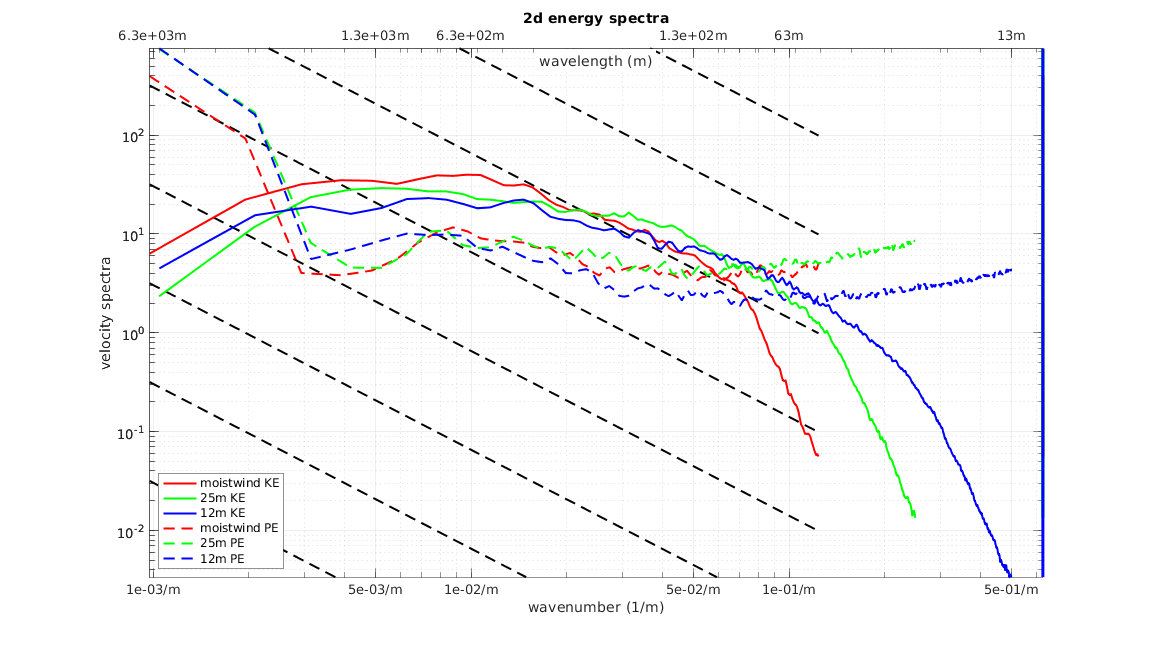 2d energy spectra
6.3e+03m 1.3e+03m 6.3e+02m 1.3e+02m 63m 13m
wavelength (m)
velocity spectra
10^2
10^1
10^0
10^-1
10^-2
moistwind KE
25m KE
12m KE
moistwind PE
25m PE
12m PE
1e-03/m 5e-03/m 1e-02/m 5e-02/m 1e-01/m 5e-01/m
wavenumber (1/m)